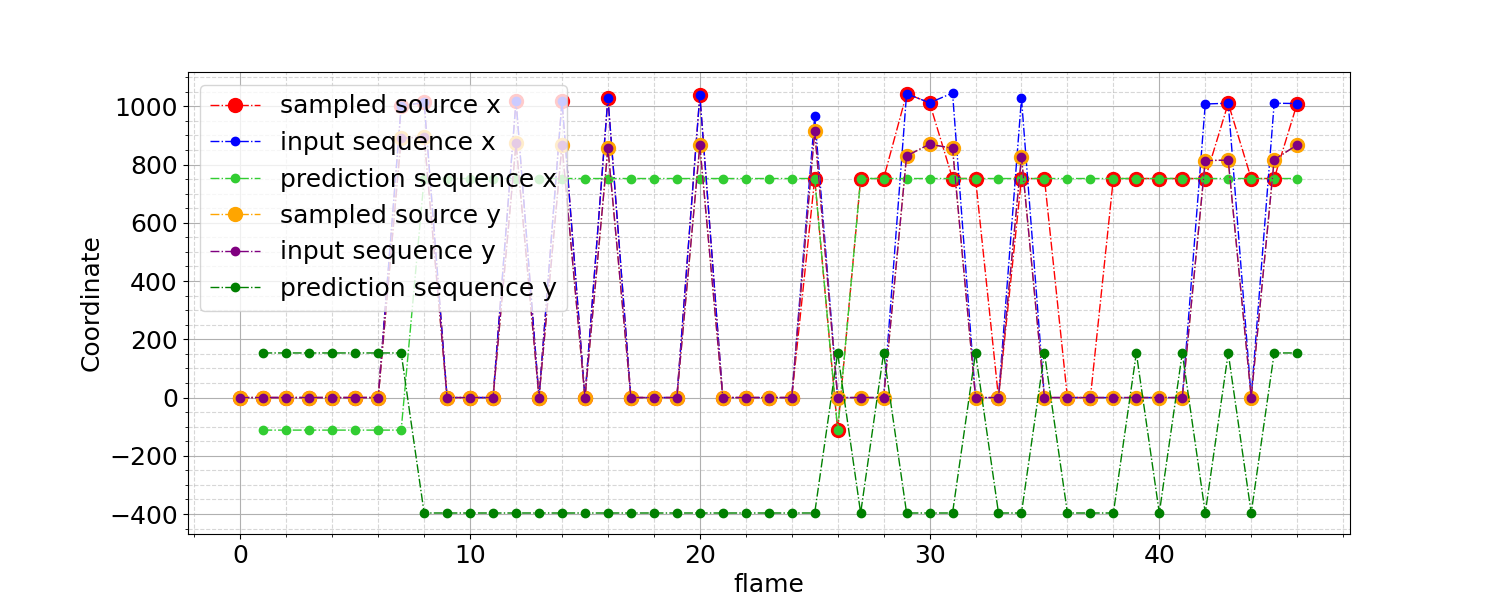 1000
800
600
400
200
0
−200
−400
Coordinate
sampled source x
input sequence x
prediction sequence x
sampled source y
input sequence y
prediction sequence y
0 10 20 30 40
flame